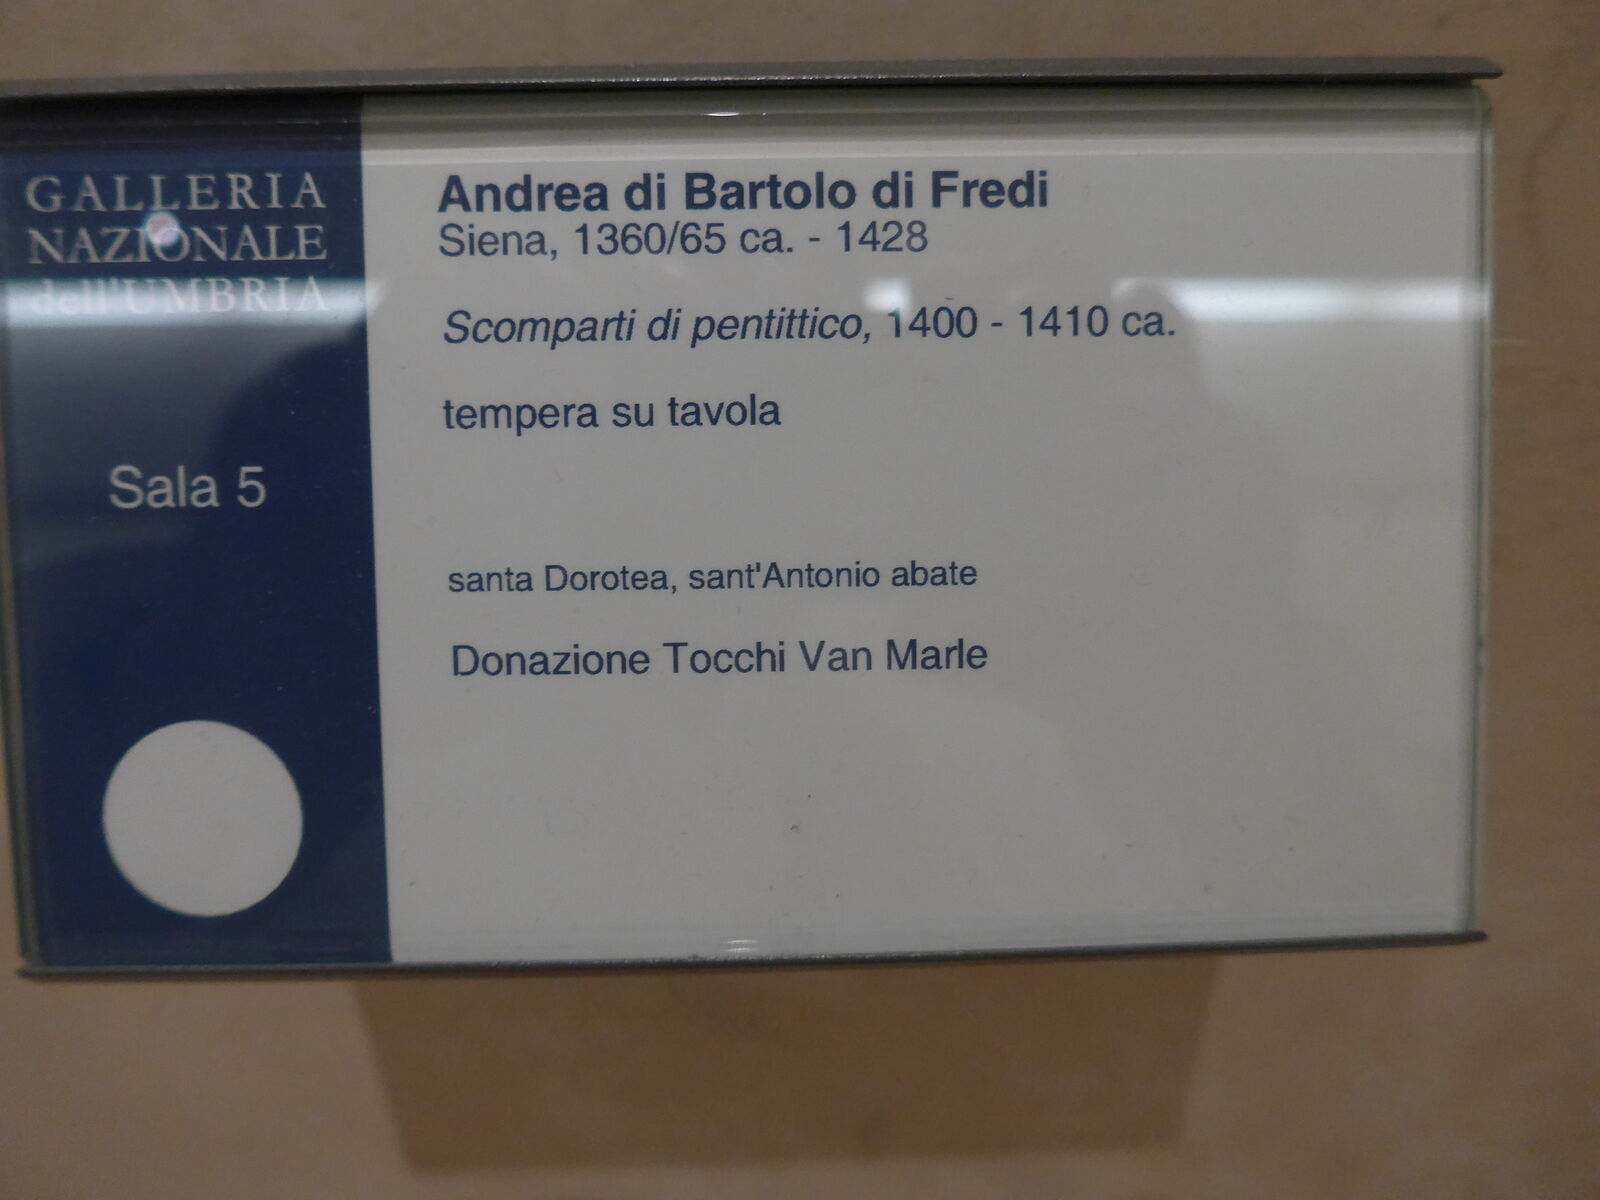 GALLERIA
NAZIONALE
dell'UMBRIA
Sala 5
Andrea di Bartolo di Fredi
Siena, 1360/65 ca. - 1428
Scomparti di pentittico, 1400 - 1410 ca.
tempera su tavola
santa Dorotea, sant'Antonio abate
Donazione Tocchi Van Marle